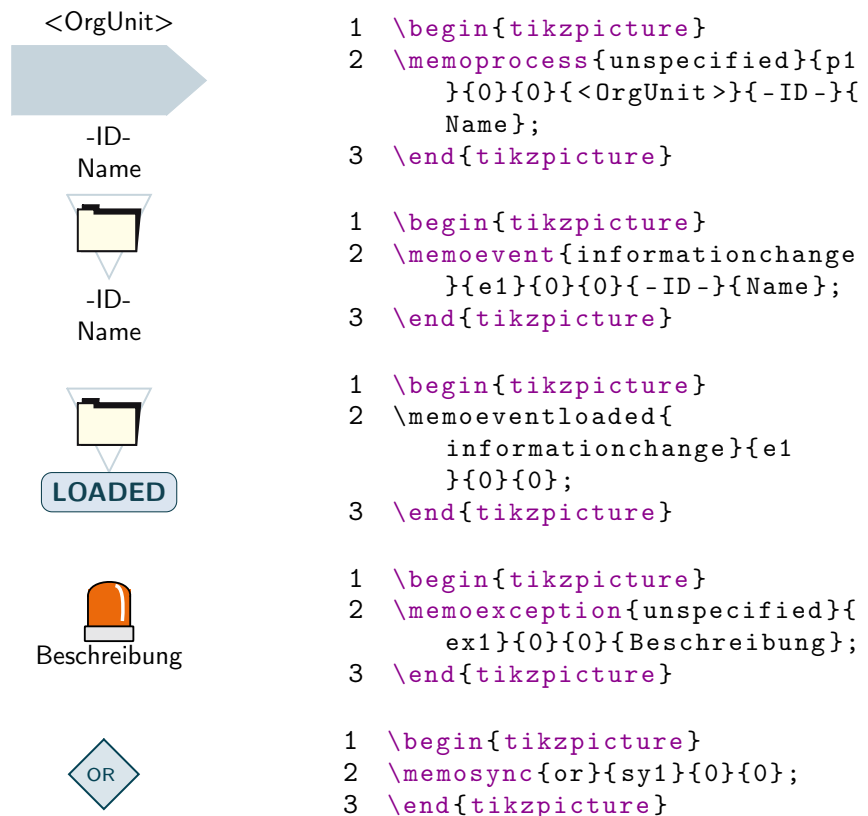 <OrgUnit>
-ID-
Name
1 \begin{tikzpicture}
2 \memoprocess{unspecified}{p1
}{0}{0}{<OrgUnit>}{-ID-}{
Name};
3 \end{tikzpicture}
-ID-
Name
1 \begin{tikzpicture}
2 \memoevent{informationchange
}{e1}{0}{0}{-ID-}{Name};
3 \end{tikzpicture}
LOADED
1 \begin{tikzpicture}
2 \memoeventloaded{
informationchange}{e1
}{0}{0};
3 \end{tikzpicture}
Beschreibung
1 \begin{tikzpicture}
2 \memoexception{unspecified}{
ex1}{0}{0}{Beschreibung};
3 \end{tikzpicture}
OR
1 \begin{tikzpicture}
2 \memosync{or}{sy1}{0}{0};
3 \end{tikzpicture}